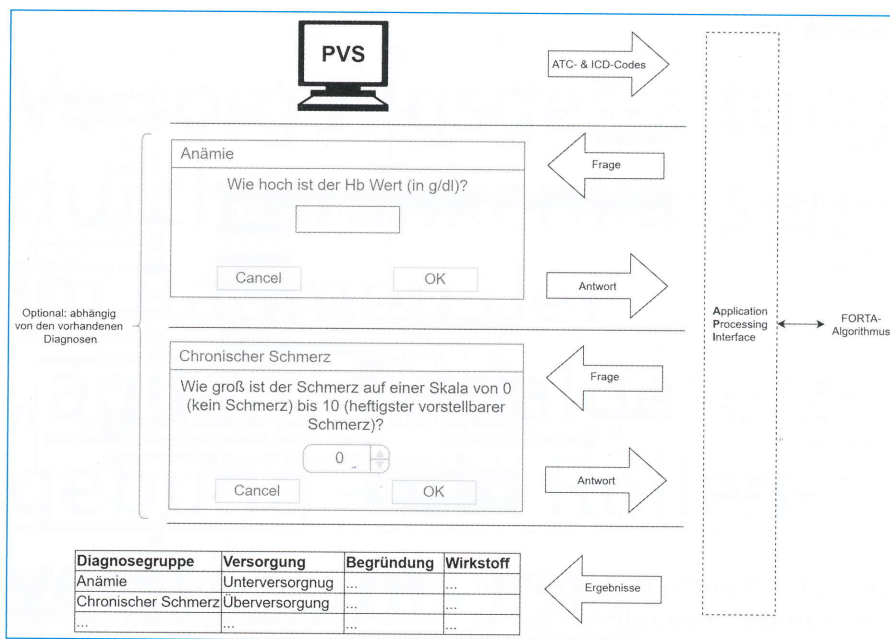 PVS
ATC- & ICD-Codes
Anämie
Wie hoch ist der Hb Wert (in g/dl)?
Cancel
OK
Frage
Antwort
Optional: abhängig
von den vorhandenen
Diagnosen
Application
Processing
Interface
FORTA-
Algorithmus
Chronischer Schmerz
Wie groß ist der Schmerz auf einer Skala von 0
(kein Schmerz) bis 10 (heftigster vorstellbarer
Schmerz)?
0
Cancel
OK
Frage
Antwort
Diagnosegruppe Versorgung Begründung Wirkstoff
Anämie Unterversorgnug ... ...
Chronischer Schmerz Überversorgung ... ...
... ... ... ...
Ergebnisse